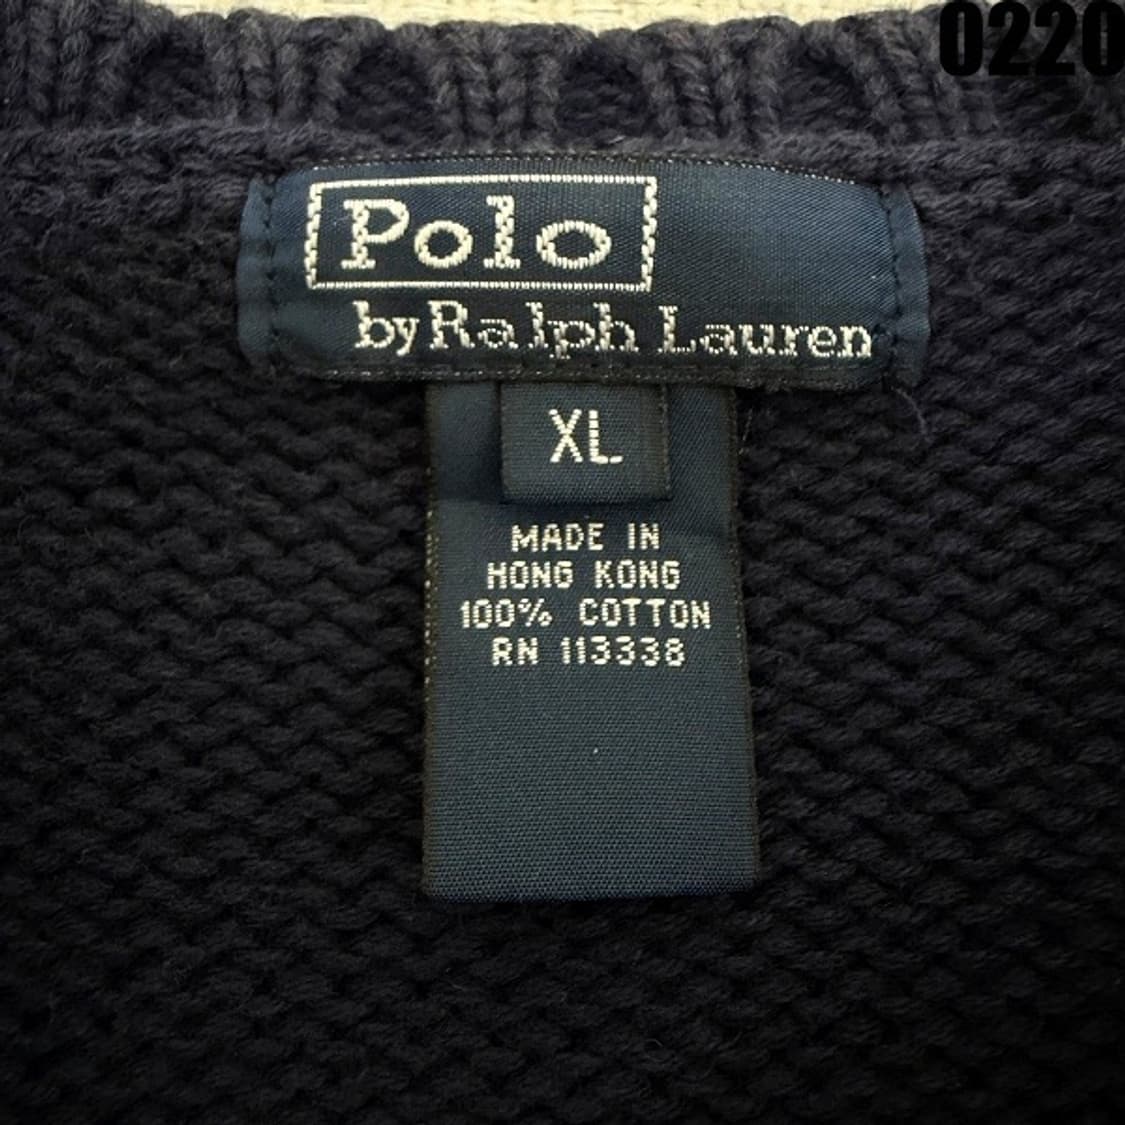 0220
Polo
by Ralph Lauren
XL
MADE IN
HONG KONG
100% COTTON
RN 113338